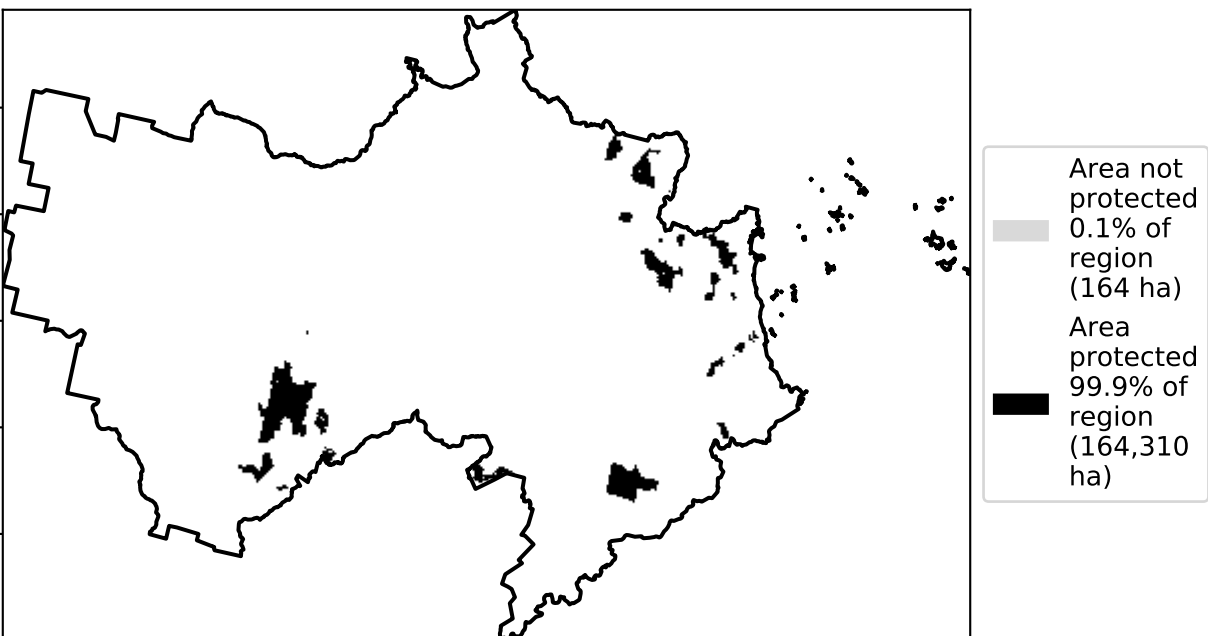 Area not
protected
0.1% of
region
(164 ha)
Area
protected
99.9% of
region
(164,310
ha)